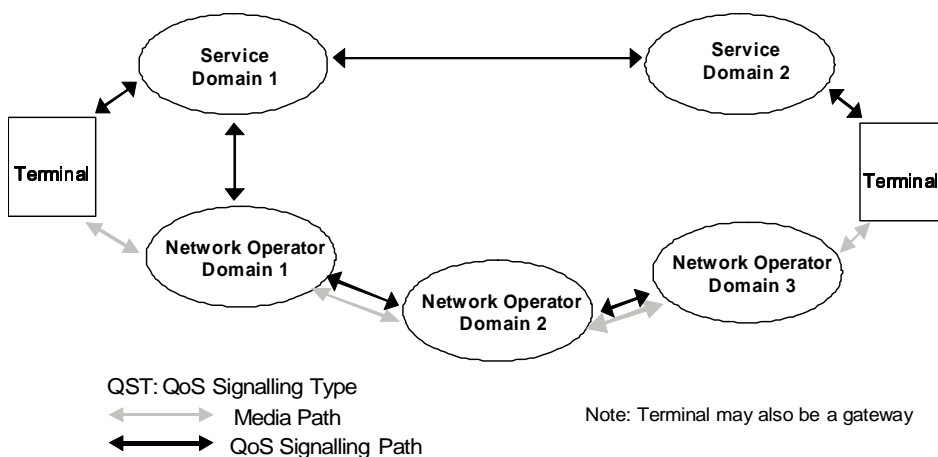 Service
Domain 1
Service
Domain 2
Terminal
Terminal
Network Operator
Domain 1
Network Operator
Domain 2
Network Operator
Domain 3
QST: QoS Signalling Type
Media Path
QoS Signalling Path
Note: Terminal may also be a gateway